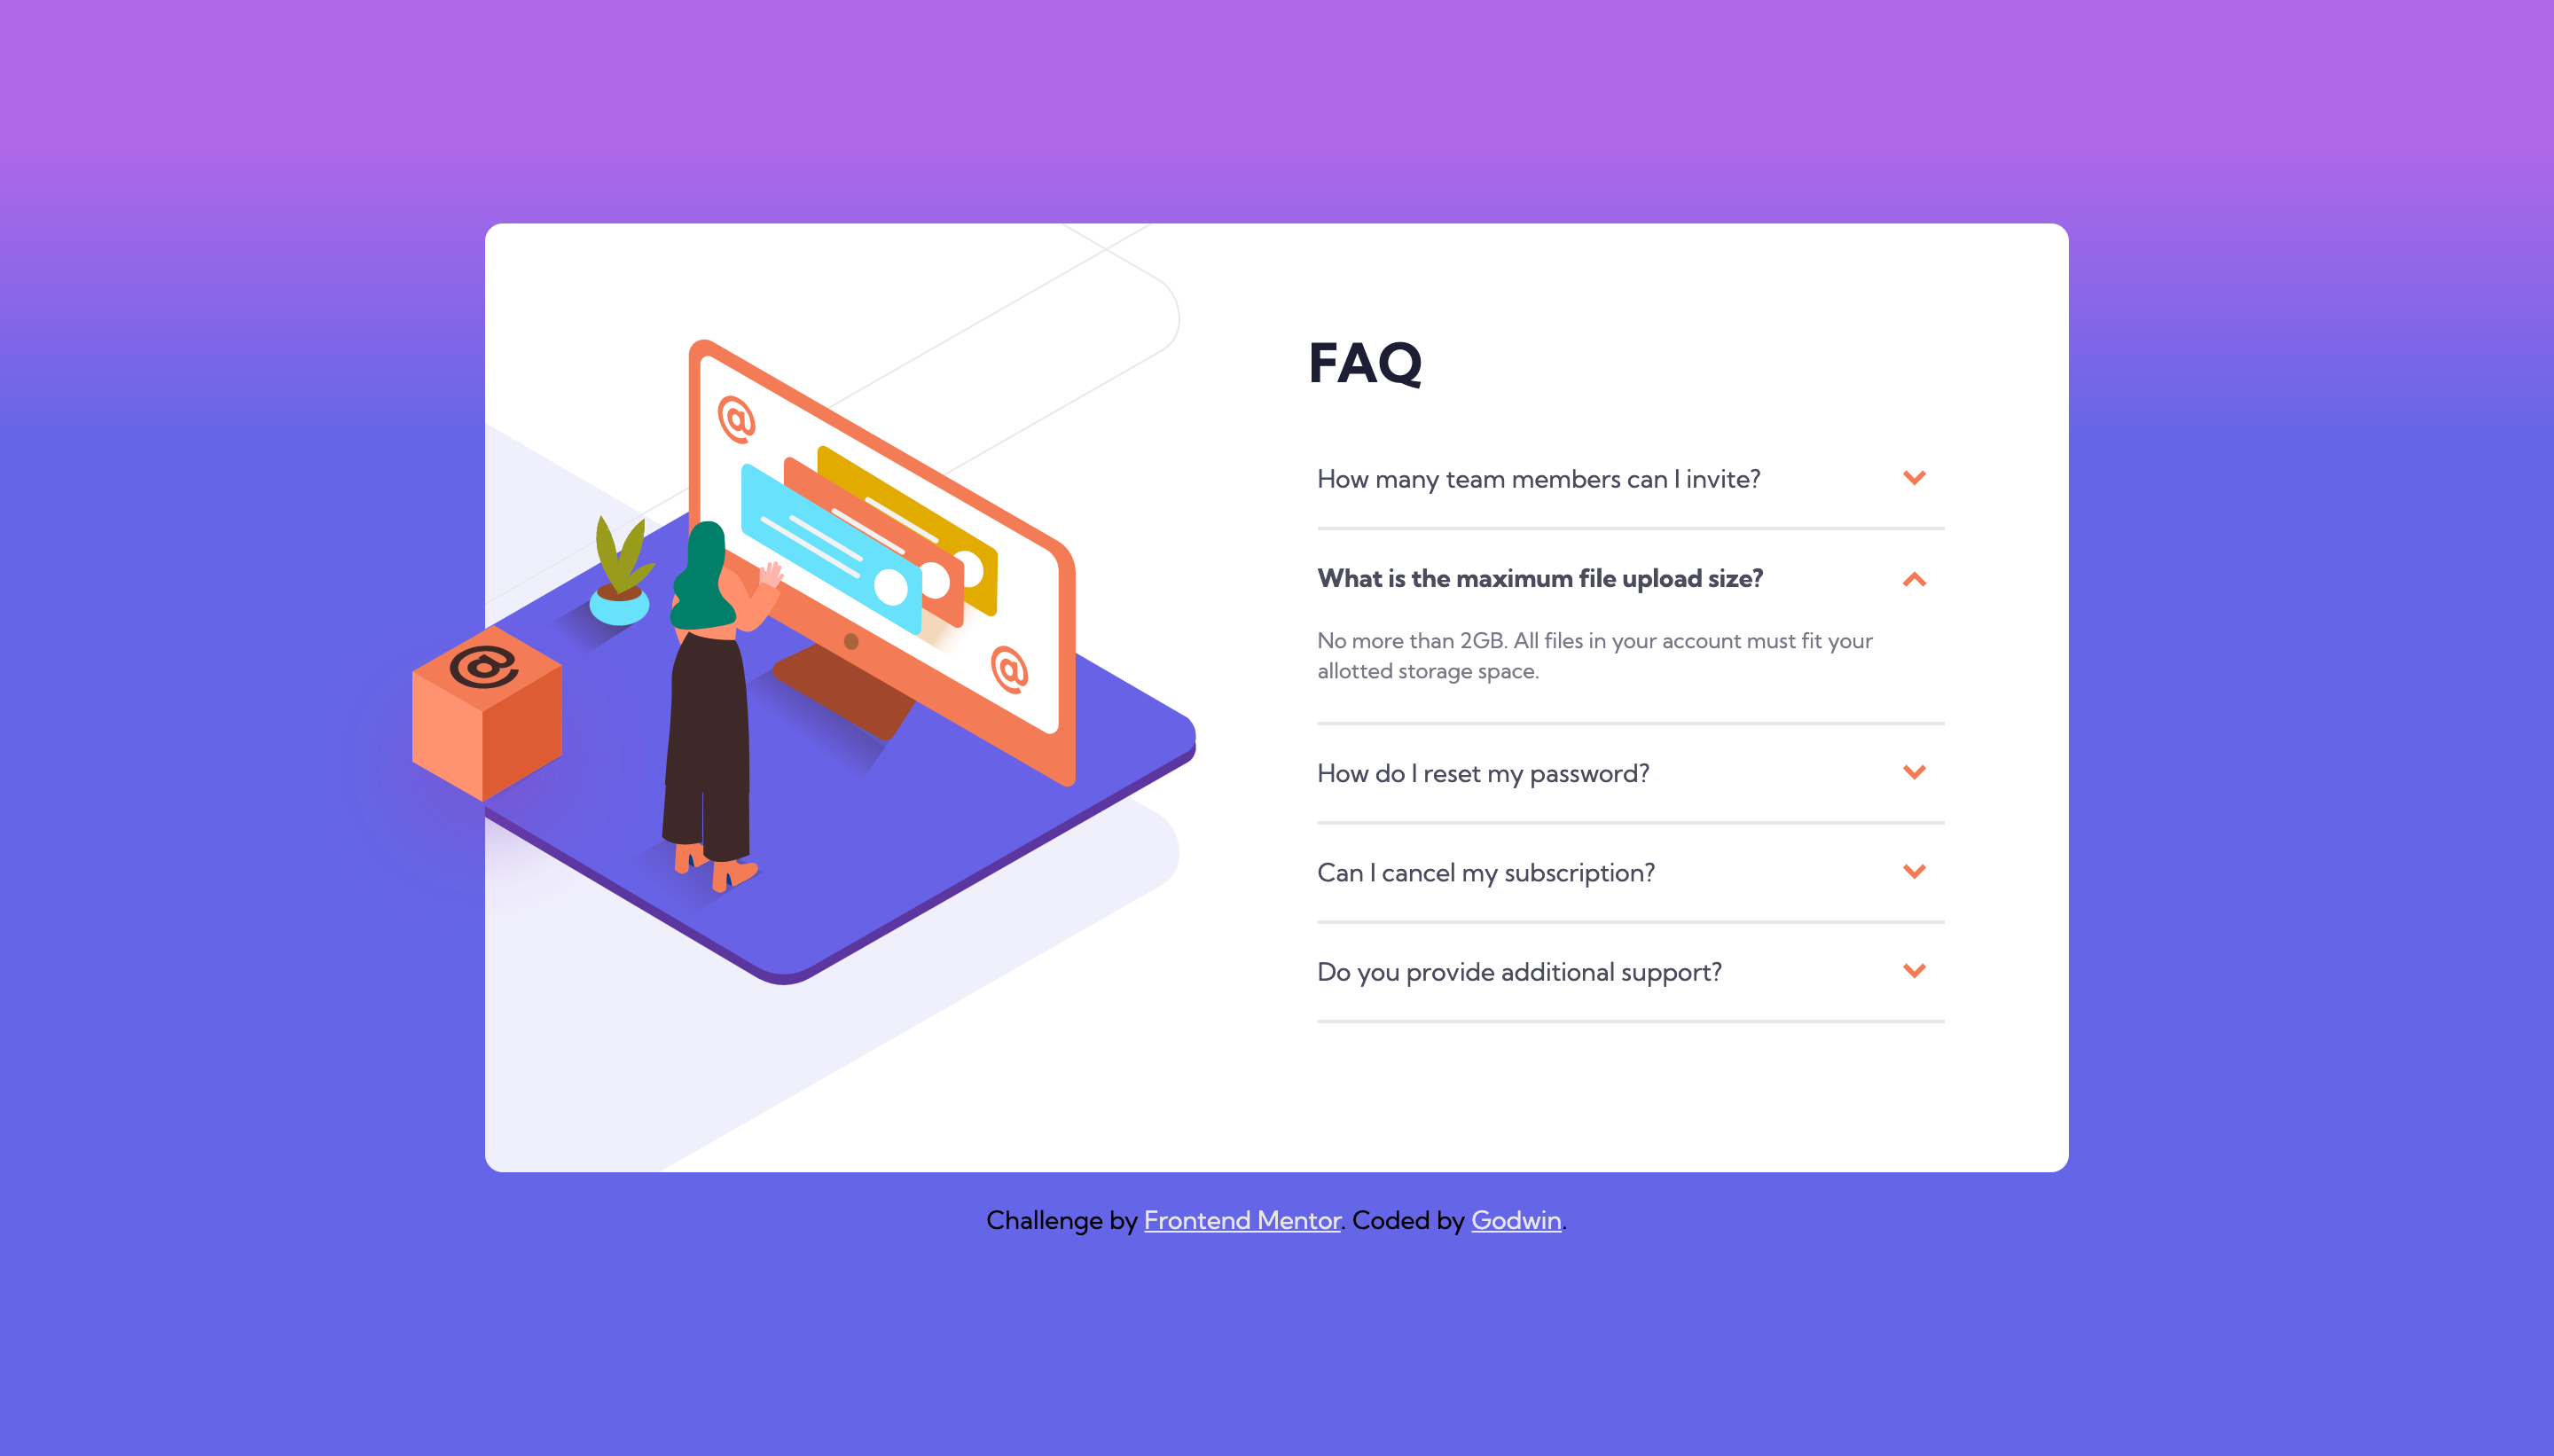 @
@
@
FAQ
How many team members can I invite?
What is the maximum file upload size?
No more than 2GB. All files in your account must fit your
allotted storage space.
How do I reset my password?
Can I cancel my subscription?
Do you provide additional support?
Challenge by Frontend Mentor. Coded by Godwin.